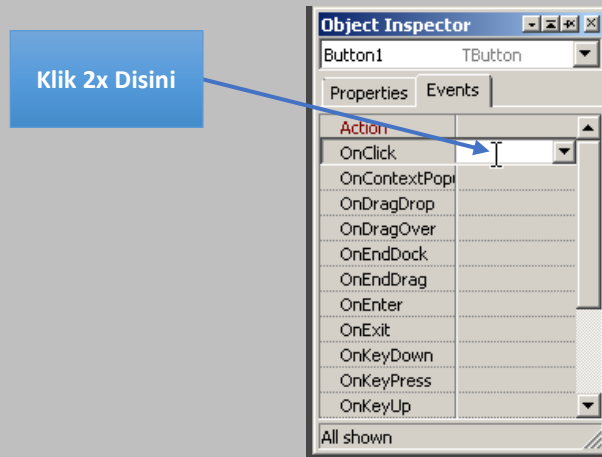 Klik 2x Disini
Object Inspector
Button1 TButton
Properties Events
Action
OnClick
OnContextPopu
OnDragDrop
OnDragOver
OnEndDock
OnEndDrag
OnEnter
OnExit
OnKeyDown
OnKeyPress
OnKeyUp
All shown